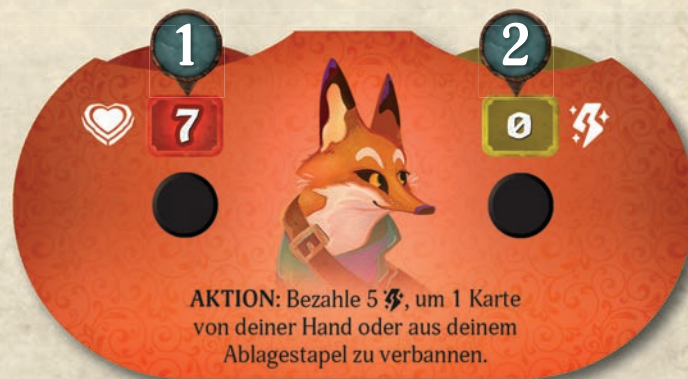 1 2
7 0
AKTION: Bezahle 5 , um 1 Karte
von deiner Hand oder aus deinem
Ablagestapel zu verbannen.